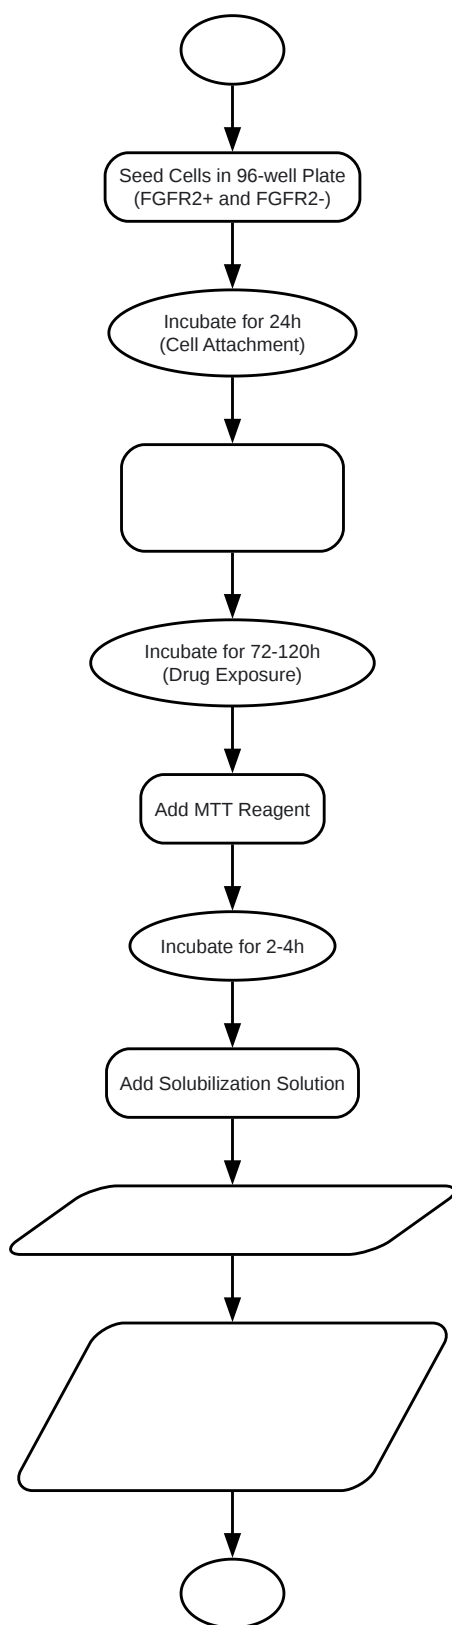 Seed Cells in 96-well Plate
(FGFR2+ and FGFR2-)
Incubate for 24h
(Cell Attachment)
Incubate for 72-120h
(Drug Exposure)
Add MTT Reagent
Incubate for 2-4h
Add Solubilization Solution